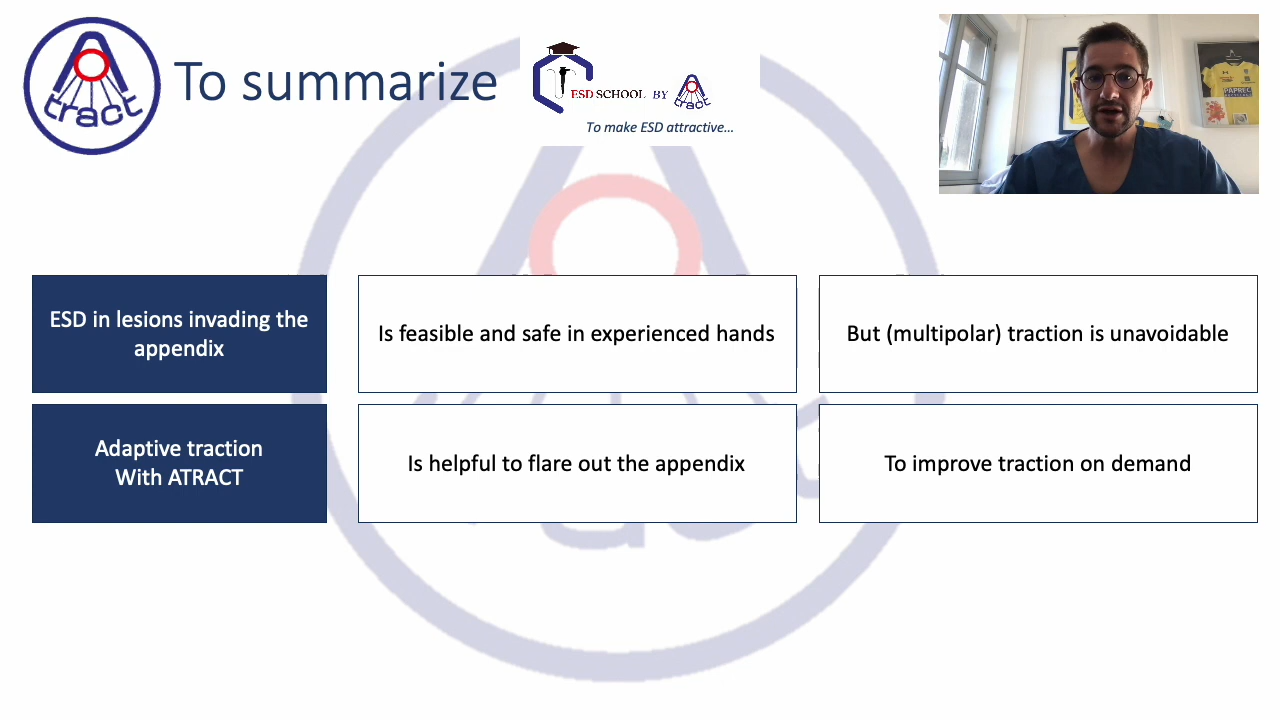 To summarize
tract
ESD SCHOOL BY tract
To make ESD attractive...
PAPREC
ESD in lesions invading the
appendix
Is feasible and safe in experienced hands
But (multipolar) traction is unavoidable
Adaptive traction
With ATRACT
Is helpful to flare out the appendix
To improve traction on demand